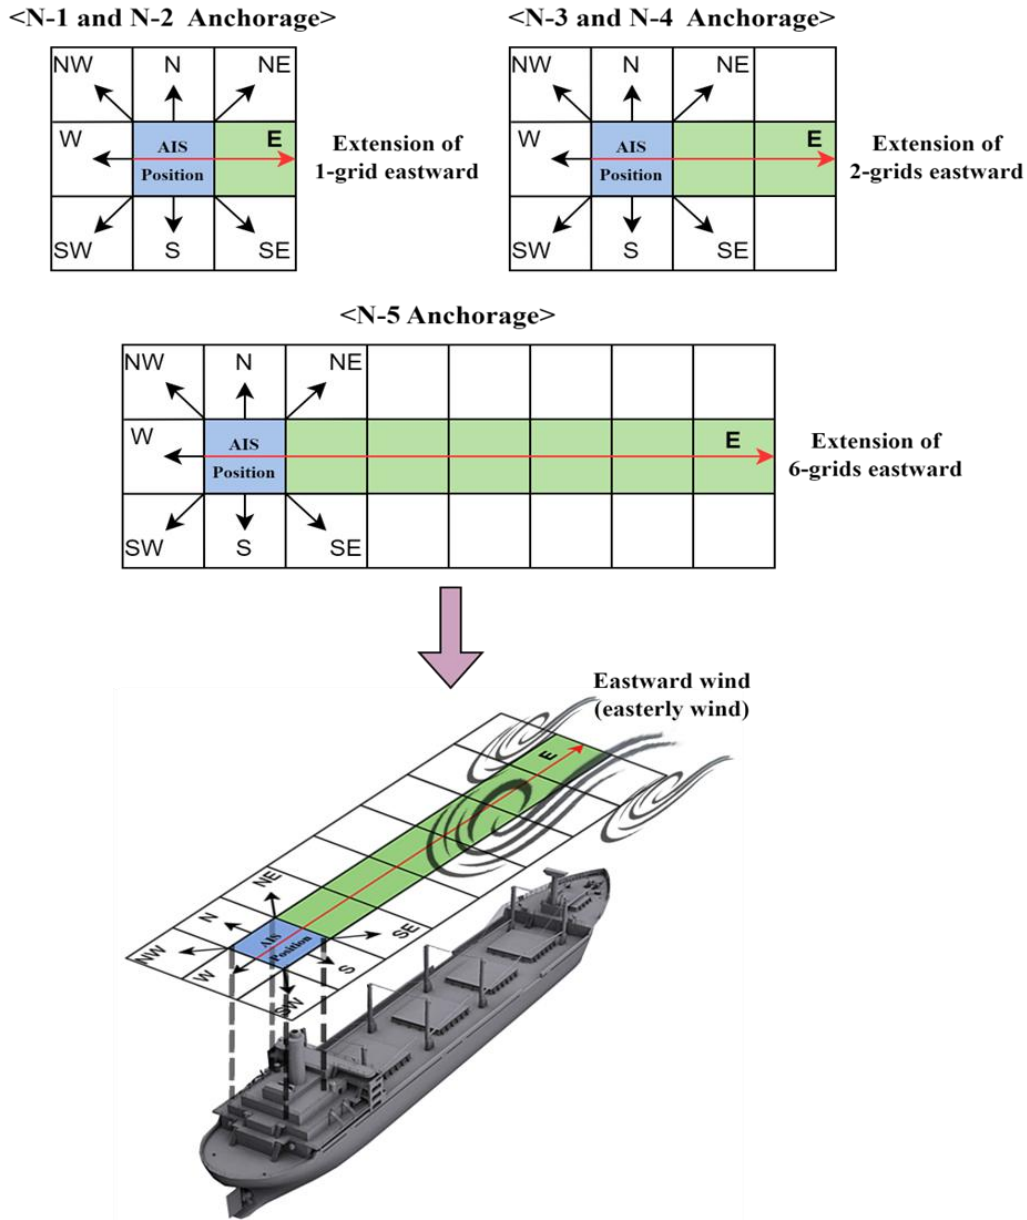 <N-1 and N-2 Anchorage>
NW N NE
W AIS Position E
SW S SE
Extension of
1-grid eastward
<N-3 and N-4 Anchorage>
NW N NE
W AIS Position E
SW S SE
Extension of
2-grids eastward
<N-5 Anchorage>
NW N NE
W AIS Position E
SW S SE
Extension of
6-grids eastward
Eastward wind
(easterly wind)
E
NE
N
NW
AIS
Position
SE
S
W
SW